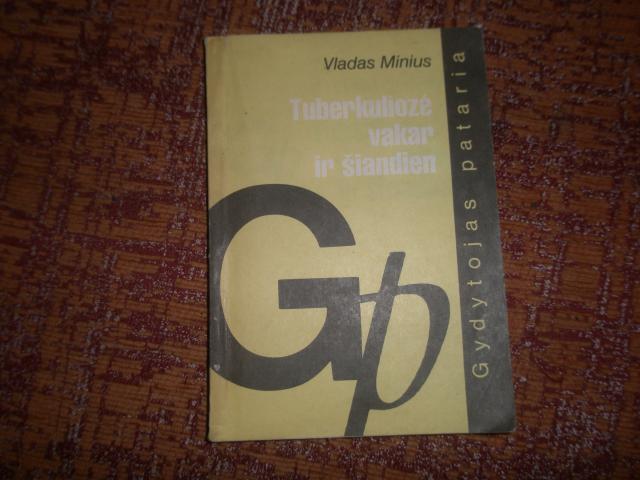 Vladas Minius
Tuberkuliozė
vakar
ir šiandien
Gp
Gydytojas pataria